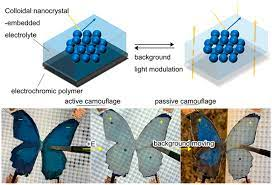 Colloidal nanocrystal
-embedded
electrolyte
background
light modulation
electrochromic polymer
active camouflage
passive camouflage
background moving